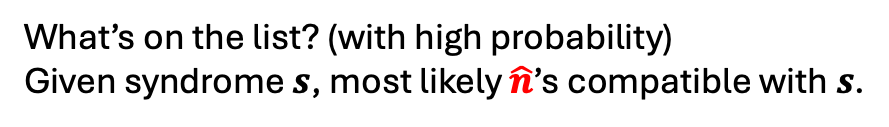 What's on the list? (with high probability)
Given syndrome s, most likely n̂'s compatible with s.